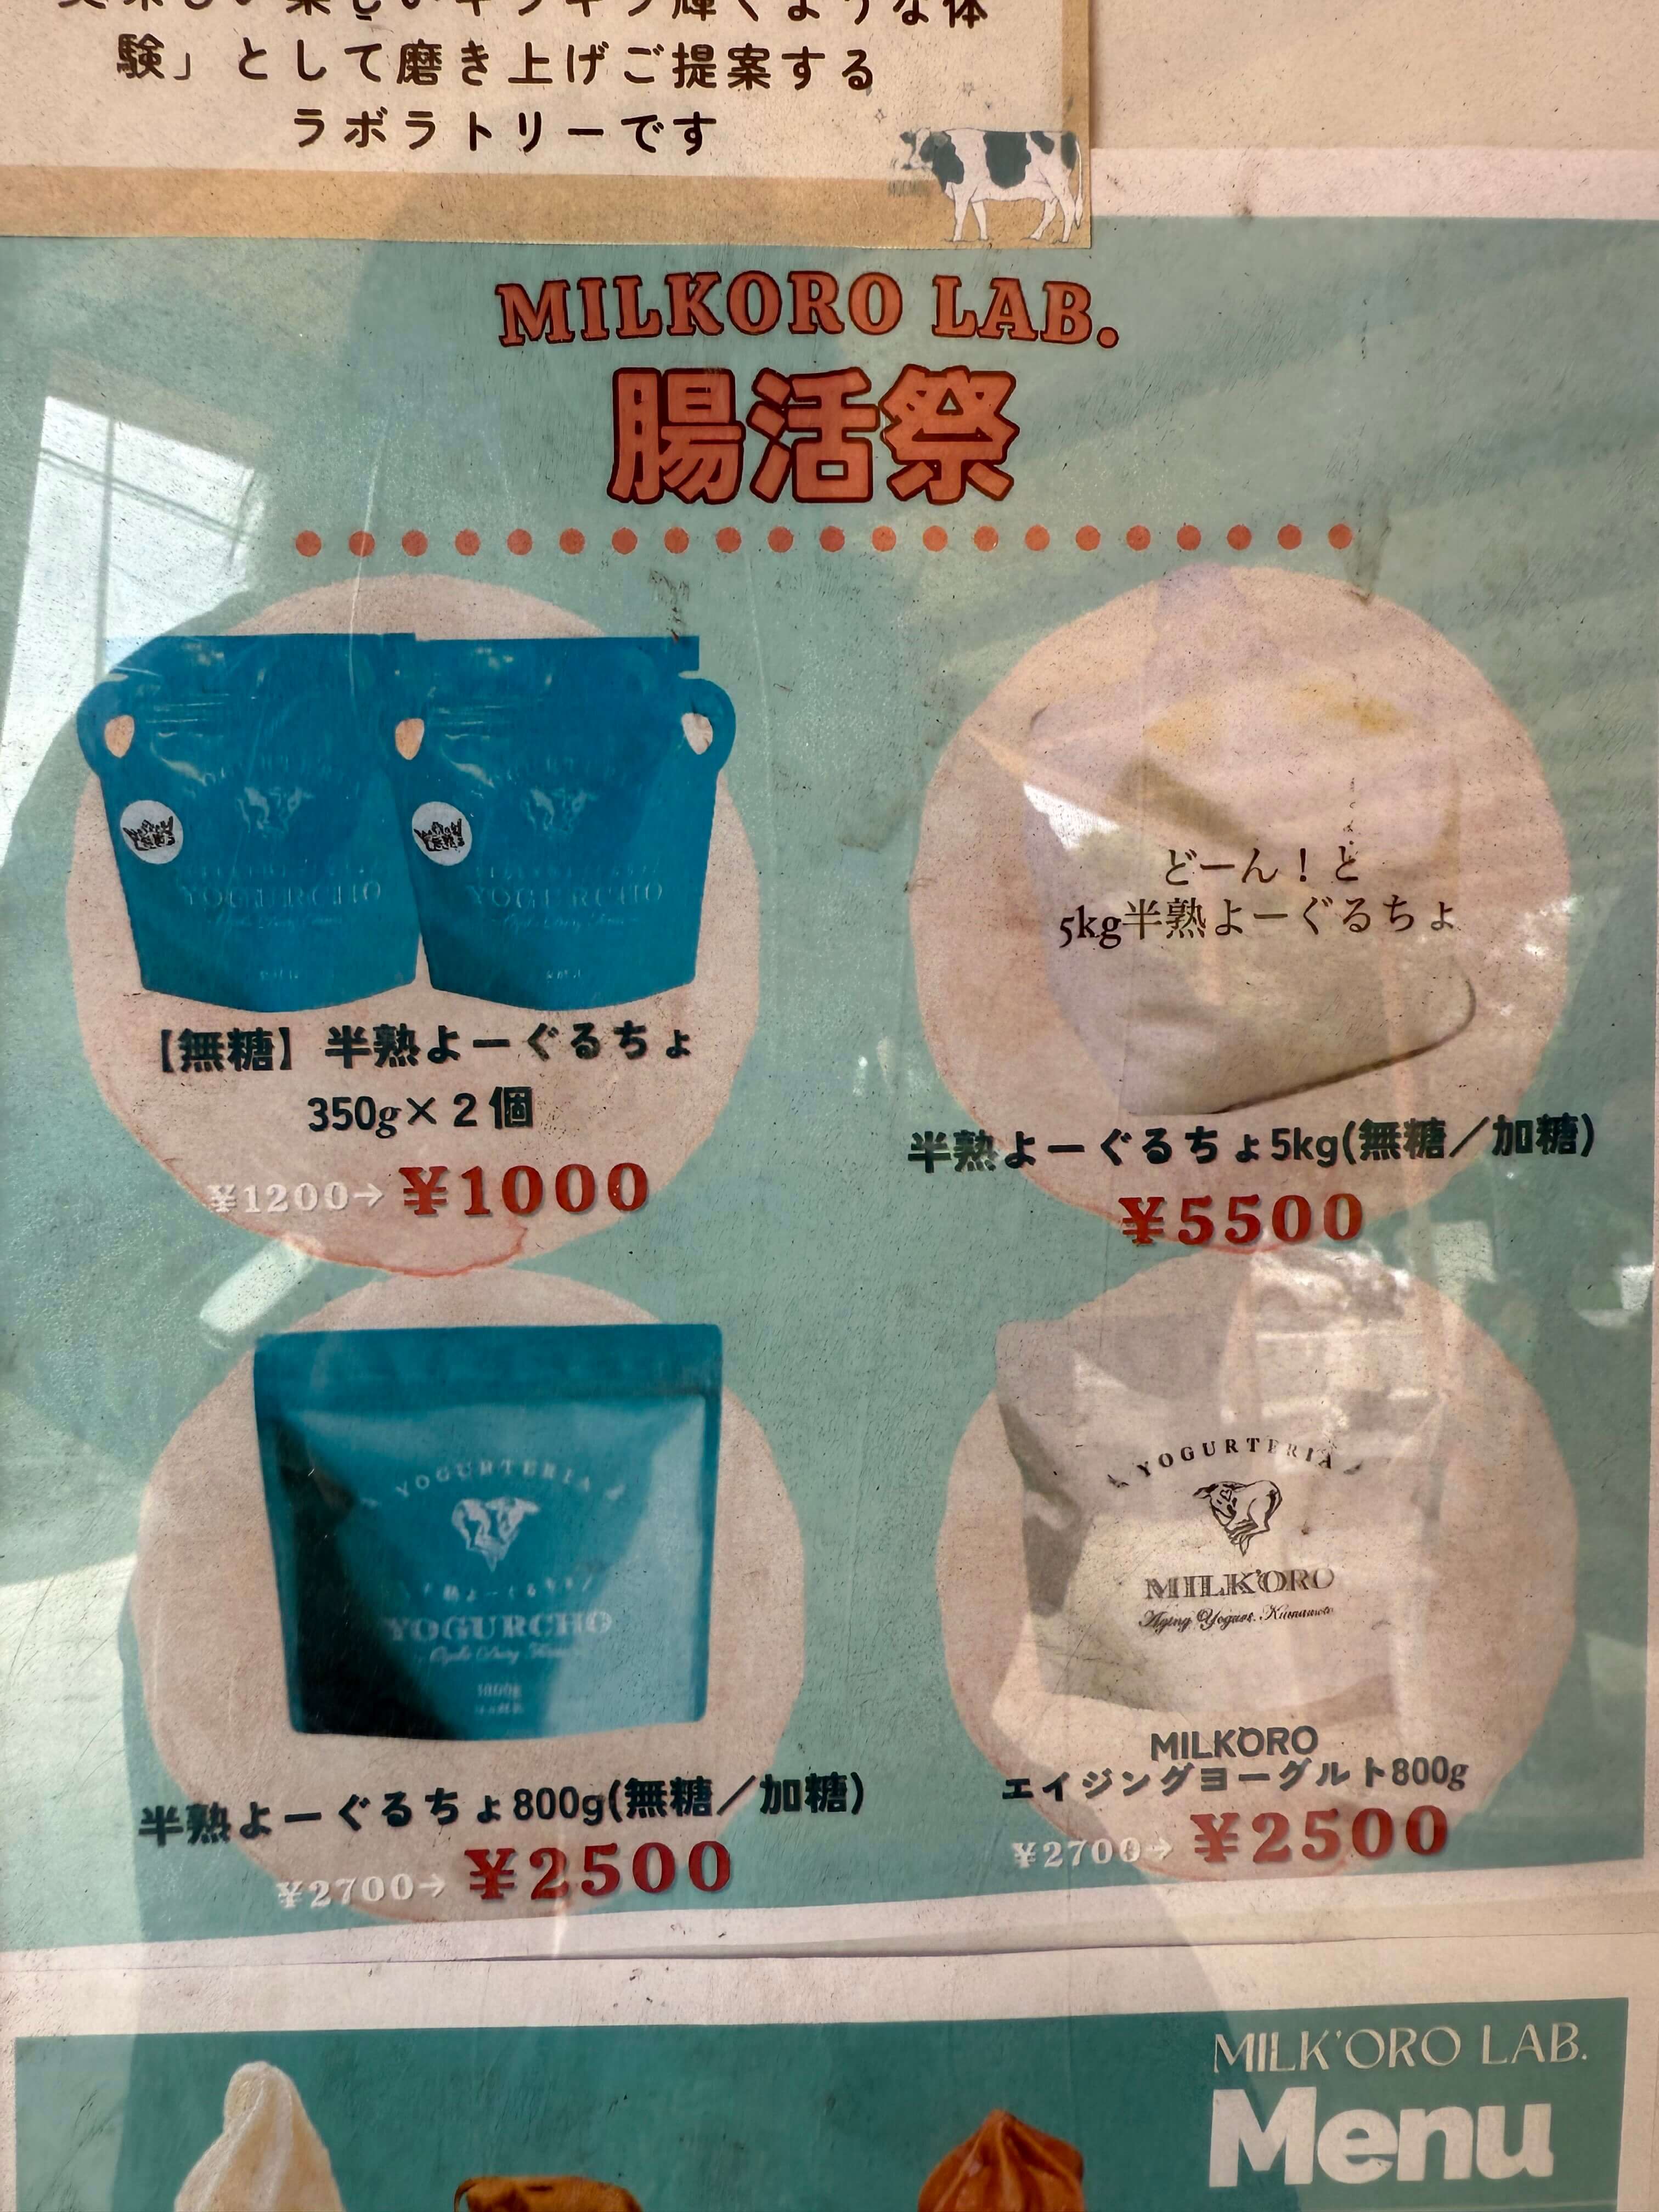 験」として磨き上げご提案する
ラボラトリーです
MILKORO LAB.
腸活祭
YOGURCHO
YOGURCHO
どーん！と
5kg半熟よーぐるちょ
【無糖】半熟よーぐるちょ
350g×２個
¥1200→ ¥1000
半熟よーぐるちょ5kg(無糖／加糖)
¥5500
YOGURTERIA
YOGURCHO
YOGURTERIA
MILK'ORO
Aging Yogurt. Kumamoto
半熟よーぐるちょ800g(無糖／加糖)
¥2700→ ¥2500
MILKORO
エイジングヨーグルト800g
¥2700→ ¥2500
MILK'ORO LAB.
Menu